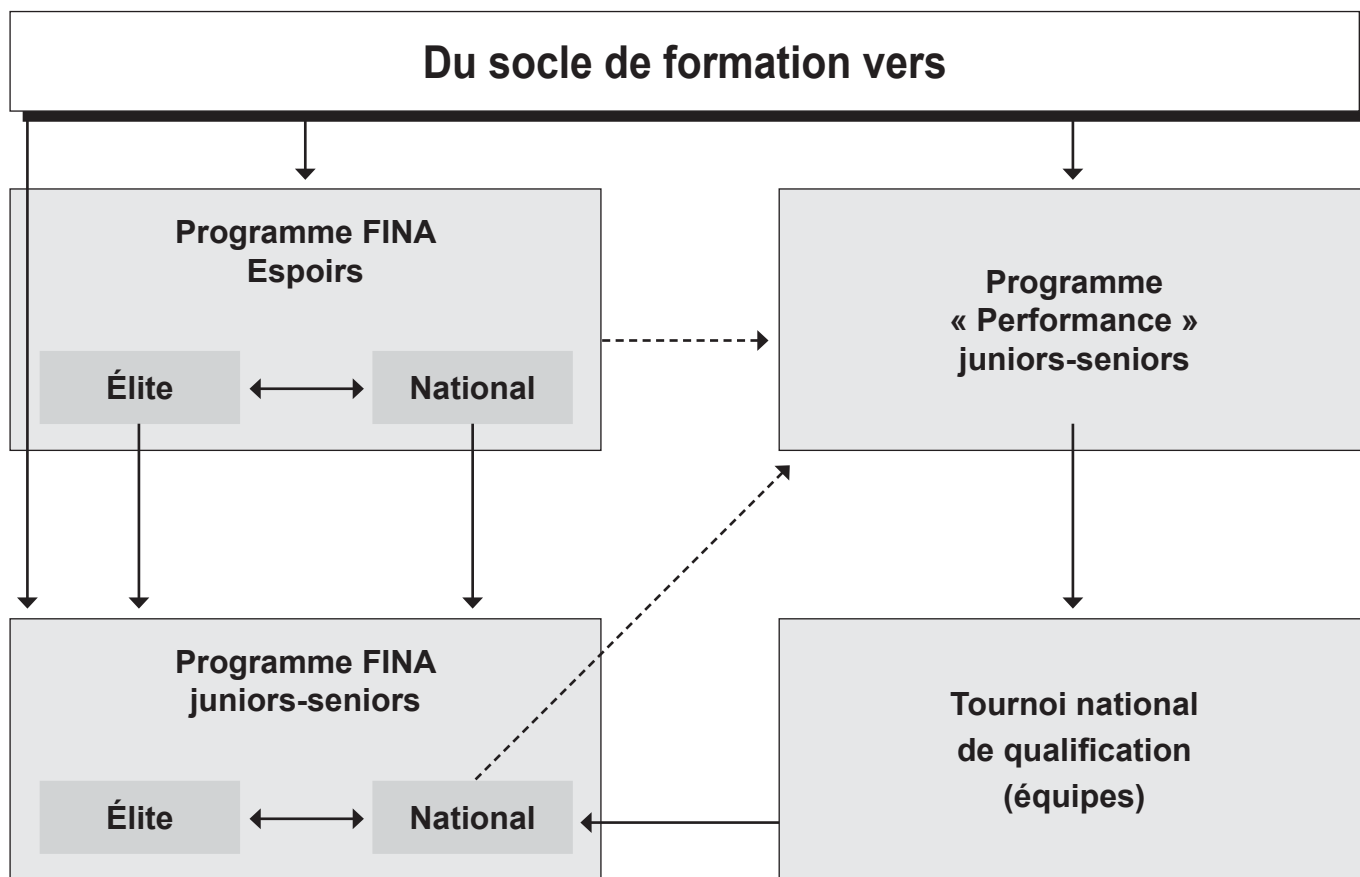 Du socle de formation vers
Programme FINA
Espoirs
Élite
National
Programme
« Performance »
juniors-seniors
Programme FINA
juniors-seniors
Élite
National
Tournoi national
de qualification
(équipes)